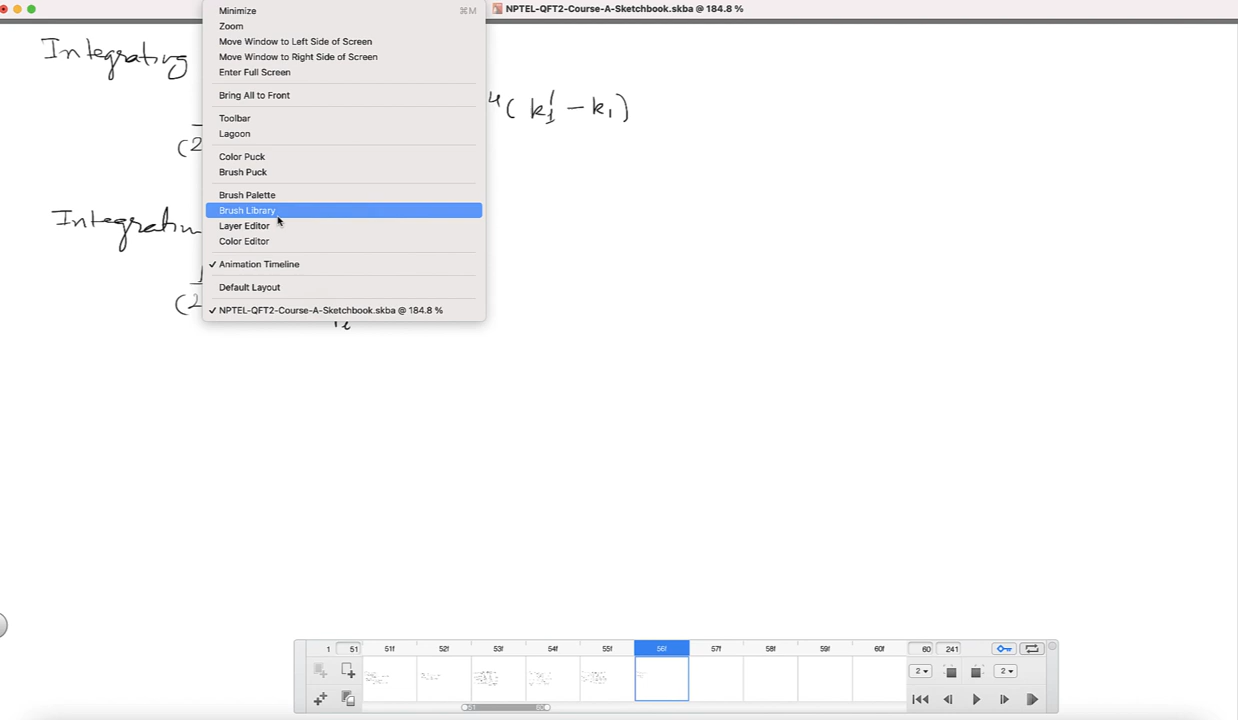 NPTEL-QFT2-Course-A-Sketchbook.skba @ 184.8 %
Minimize ⌘M
Zoom
Move Window to Left Side of Screen
Move Window to Right Side of Screen
Enter Full Screen
Bring All to Front
Toolbar
Lagoon
Color Puck
Brush Puck
Brush Palette
Brush Library
Layer Editor
Color Editor
✓ Animation Timeline
Default Layout
✓ NPTEL-QFT2-Course-A-Sketchbook.skba @ 184.8 %
Integrating
4(k₁′ − k₁)
(2
Integration
(2
1 51 51f 52f 53f 54f 55f 56f 57f 58f 59f 60f 60 241
2 2